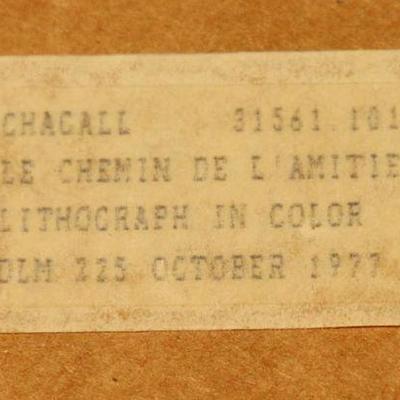 CHAGALL 31561.101
LE CHEMIN DE L'AMITIE
LITHOGRAPH IN COLOR
DLM 225 OCTOBER 1977